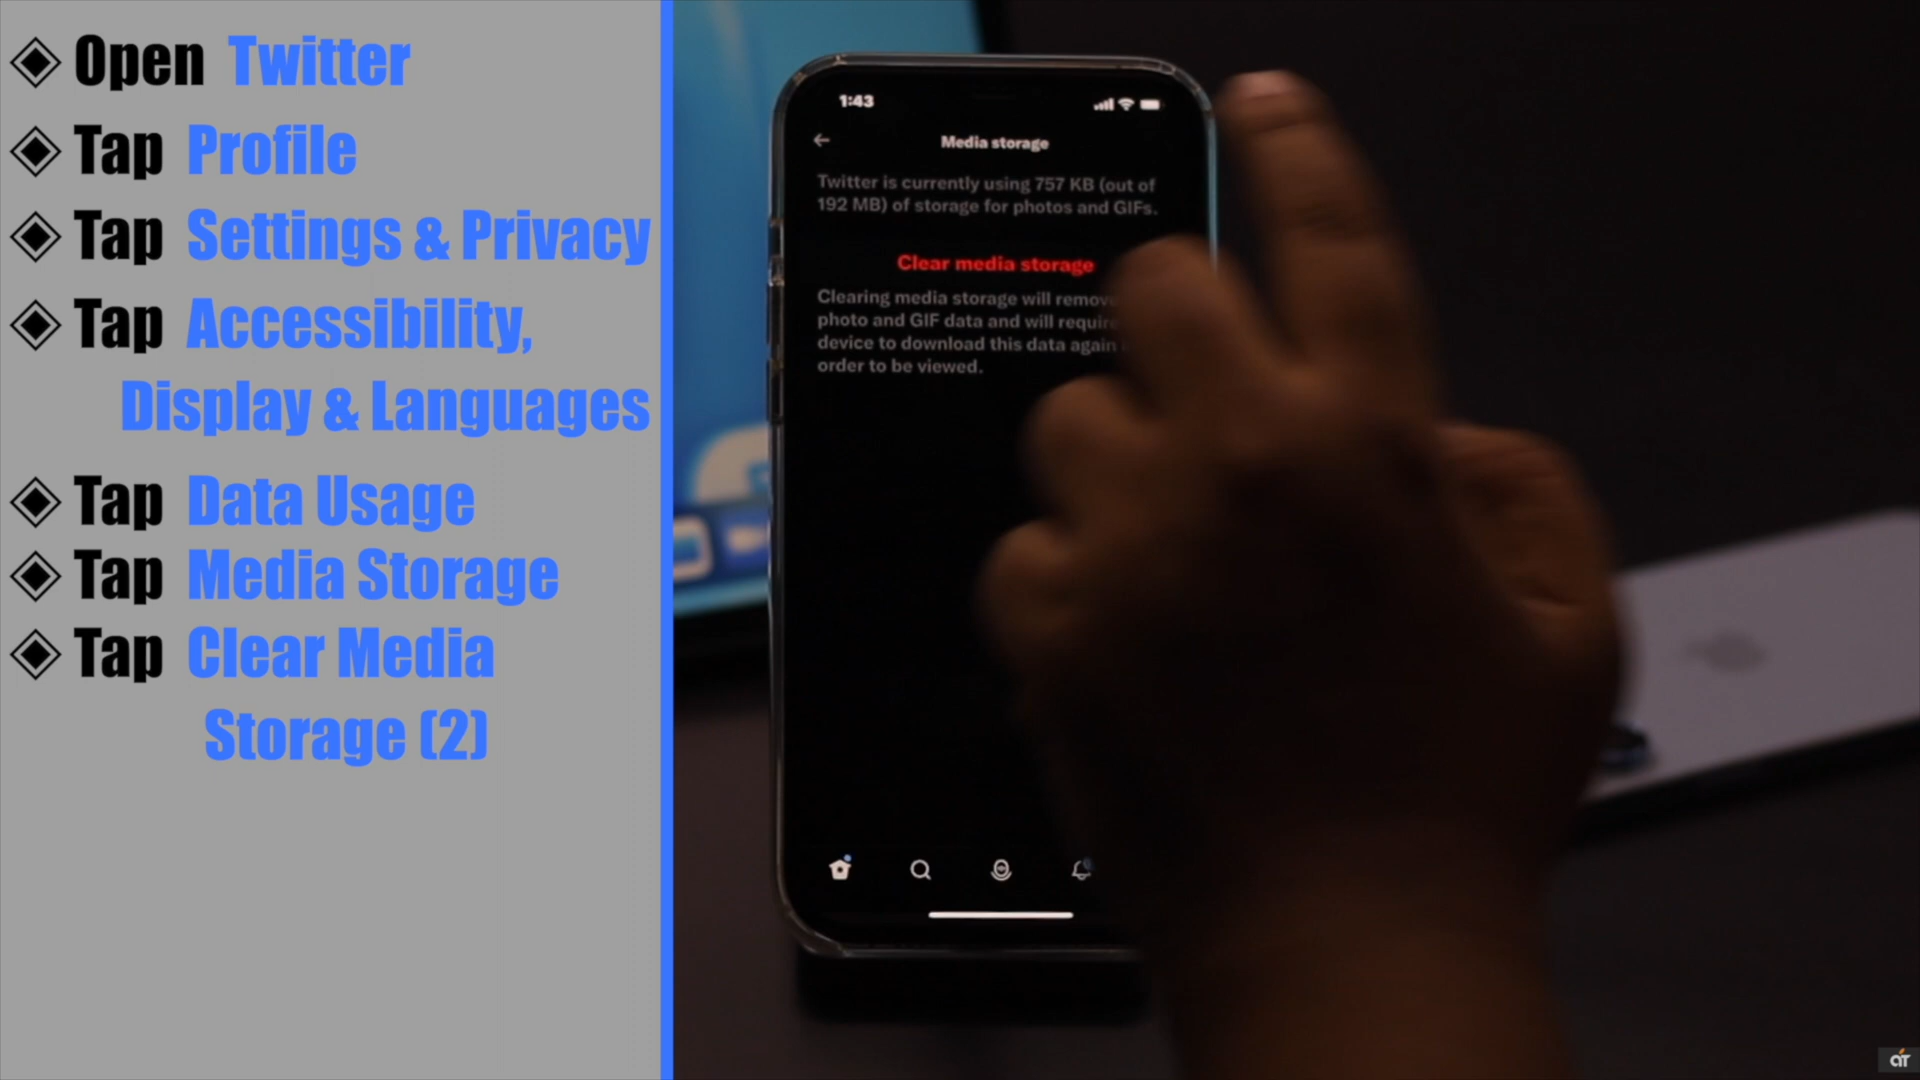 Open Twitter
Tap Profile
Tap Settings & Privacy
Tap Accessibility,
Display & Languages
Tap Data Usage
Tap Media Storage
Tap Clear Media
Storage (2)
1:43
Media storage
Twitter is currently using 757 KB (out of
192 MB) of storage for photos and GIFs.
Clear media storage
Clearing media storage will remove
photo and GIF data and will require
device to download this data again
order to be viewed.
aT